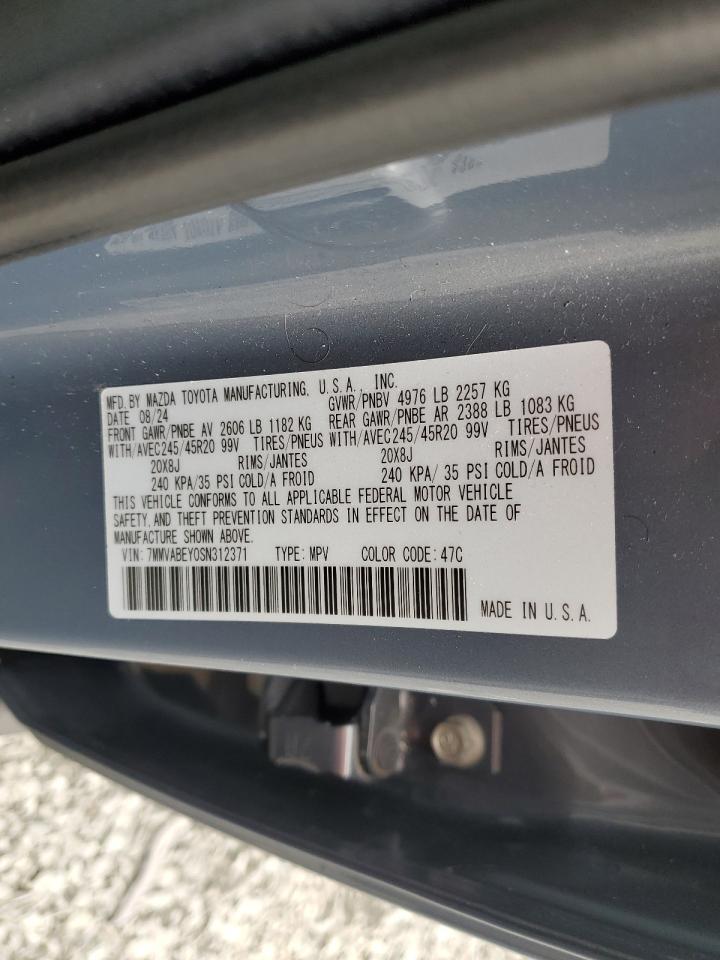 MFD. BY MAZDA TOYOTA MANUFACTURING, U.S.A., INC.
DATE 08/24 GVWR/PNBV 4976 LB 2257 KG
FRONT GAWR/PNBE AV 2606 LB 1182 KG REAR GAWR/PNBE AR 2388 LB 1083 KG
WITH/AVEC245/45R20 99V TIRES/PNEUS WITH/AVEC245/45R20 99V TIRES/PNEUS
20X8J RIMS/JANTES 20X8J RIMS/JANTES
240 KPA/35 PSI COLD/A FROID 240 KPA/ 35 PSI COLD/A FROID
THIS VEHICLE CONFORMS TO ALL APPLICABLE FEDERAL MOTOR VEHICLE
SAFETY, AND THEFT PREVENTION STANDARDS IN EFFECT ON THE DATE OF
MANUFACTURE SHOWN ABOVE.
VIN: 7MMVABEY0SN312371 TYPE: MPV COLOR CODE: 47C
MADE IN U.S.A.